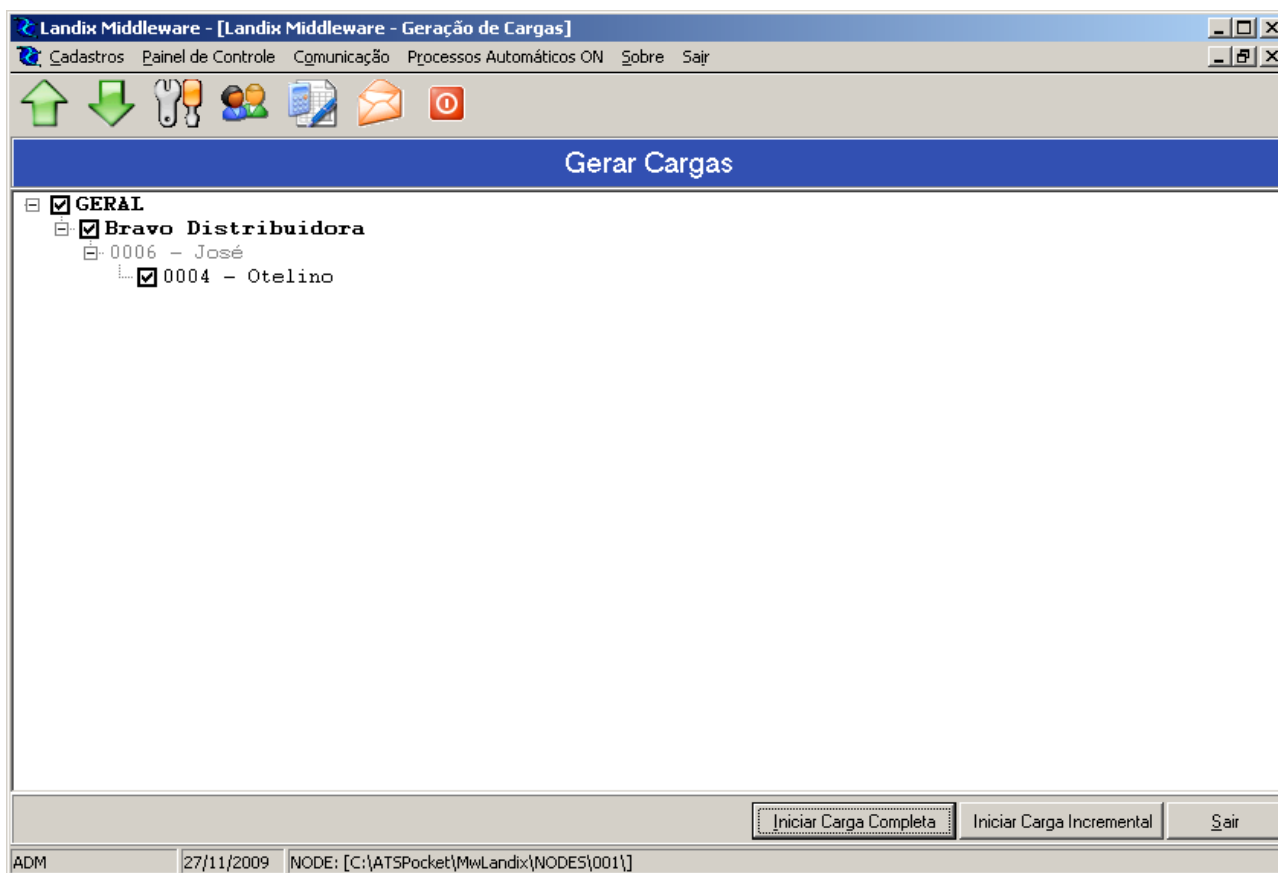 Landix Middleware - [Landix Middleware - Geração de Cargas]
Cadastros Painel de Controle Comunicação Processos Automáticos ON Sobre Sair
Gerar Cargas
GERAL
Bravo Distribuidora
0006 - José
0004 - Otelino
Iniciar Carga Completa Iniciar Carga Incremental Sair
ADM 27/11/2009 NODE: [C:\ATSPocket\MwLandix\NODES\001\]